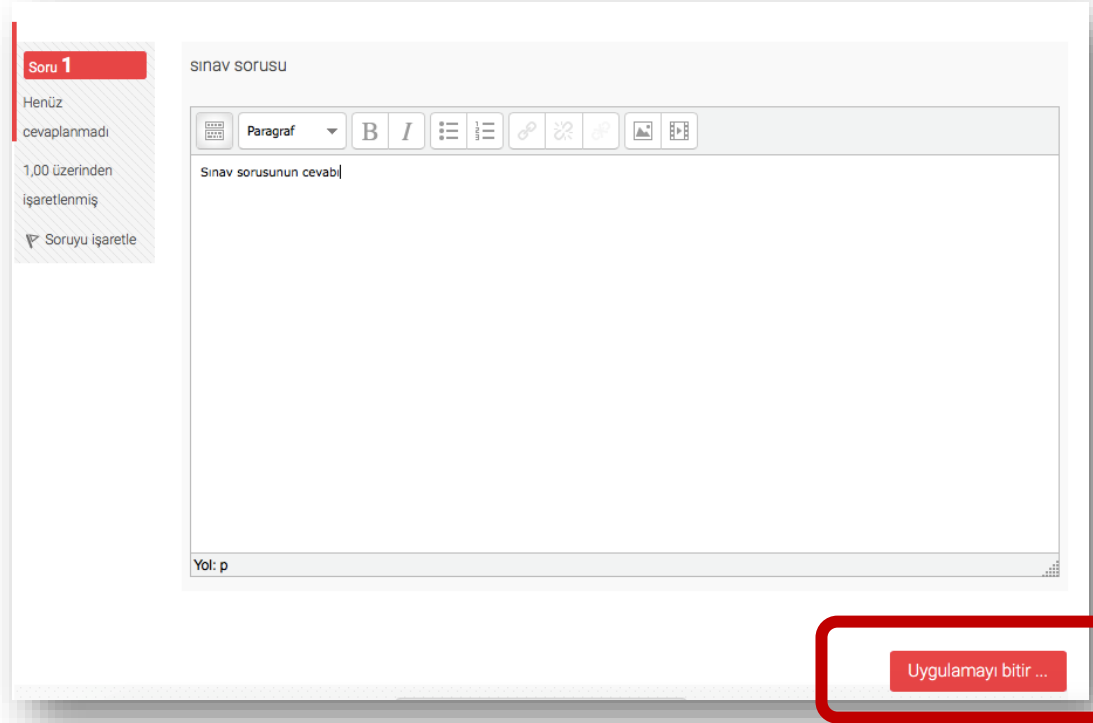 Soru 1
Henüz
cevaplanmadı
1,00 üzerinden
işaretlenmiş
Soruyu işaretle
sınav sorusu
Paragraf
B I
Sınav sorusunun cevabı
Yol: p
Uygulamayı bitir ...